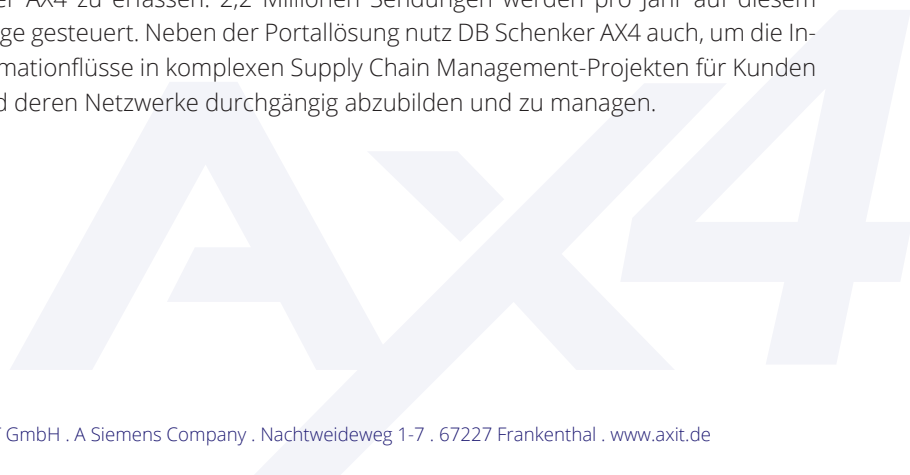 er AX4 zu erfassen. 2,2 Millionen Sendungen werden pro Jahr auf diesem
ge gesteuert. Neben der Portallösung nutz DB Schenker AX4 auch, um die In-
mationflüsse in komplexen Supply Chain Management-Projekten für Kunden
d deren Netzwerke durchgängig abzubilden und zu managen.
AX4
GmbH . A Siemens Company . Nachtweideweg 1-7 . 67227 Frankenthal . www.axit.de